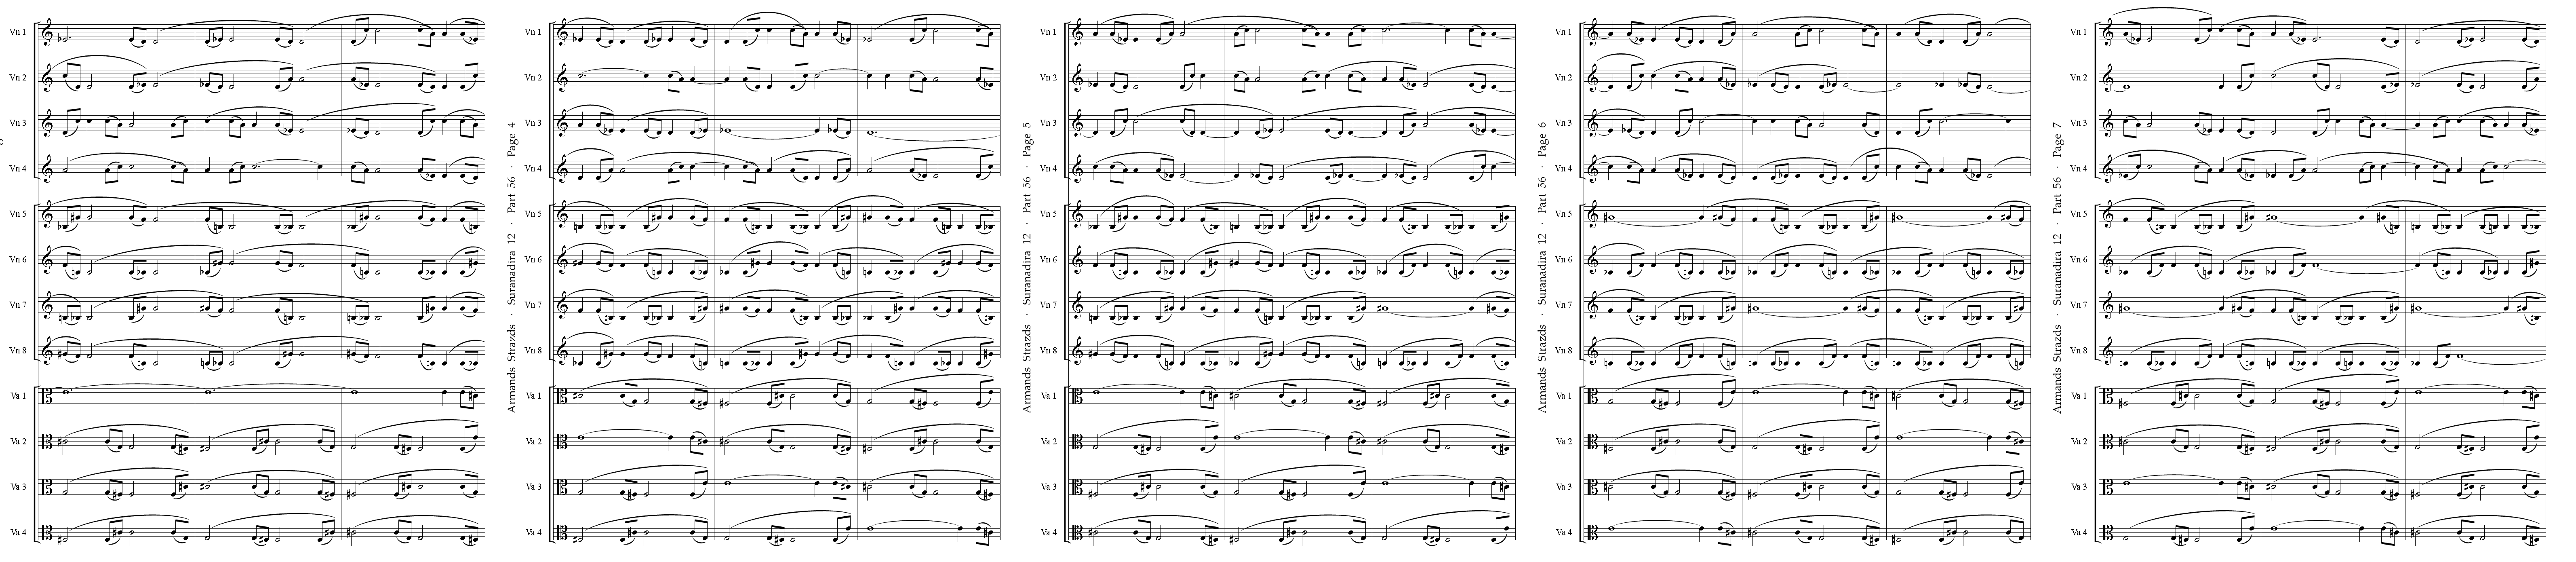 Vn 1
Vn 2
Vn 3
Vn 4
Vn 5
Vn 6
Vn 7
Vn 8
Va 1
Va 2
Va 3
Va 4
Armands Strazds · Suranadira 12 · Part 56 · Page 4
Vn 1
Vn 2
Vn 3
Vn 4
Vn 5
Vn 6
Vn 7
Vn 8
Va 1
Va 2
Va 3
Va 4
Armands Strazds · Suranadira 12 · Part 56 · Page 5
Vn 1
Vn 2
Vn 3
Vn 4
Vn 5
Vn 6
Vn 7
Vn 8
Va 1
Va 2
Va 3
Va 4
Armands Strazds · Suranadira 12 · Part 56 · Page 6
Vn 1
Vn 2
Vn 3
Vn 4
Vn 5
Vn 6
Vn 7
Vn 8
Va 1
Va 2
Va 3
Va 4
Armands Strazds · Suranadira 12 · Part 56 · Page 7
Vn 1
Vn 2
Vn 3
Vn 4
Vn 5
Vn 6
Vn 7
Vn 8
Va 1
Va 2
Va 3
Va 4